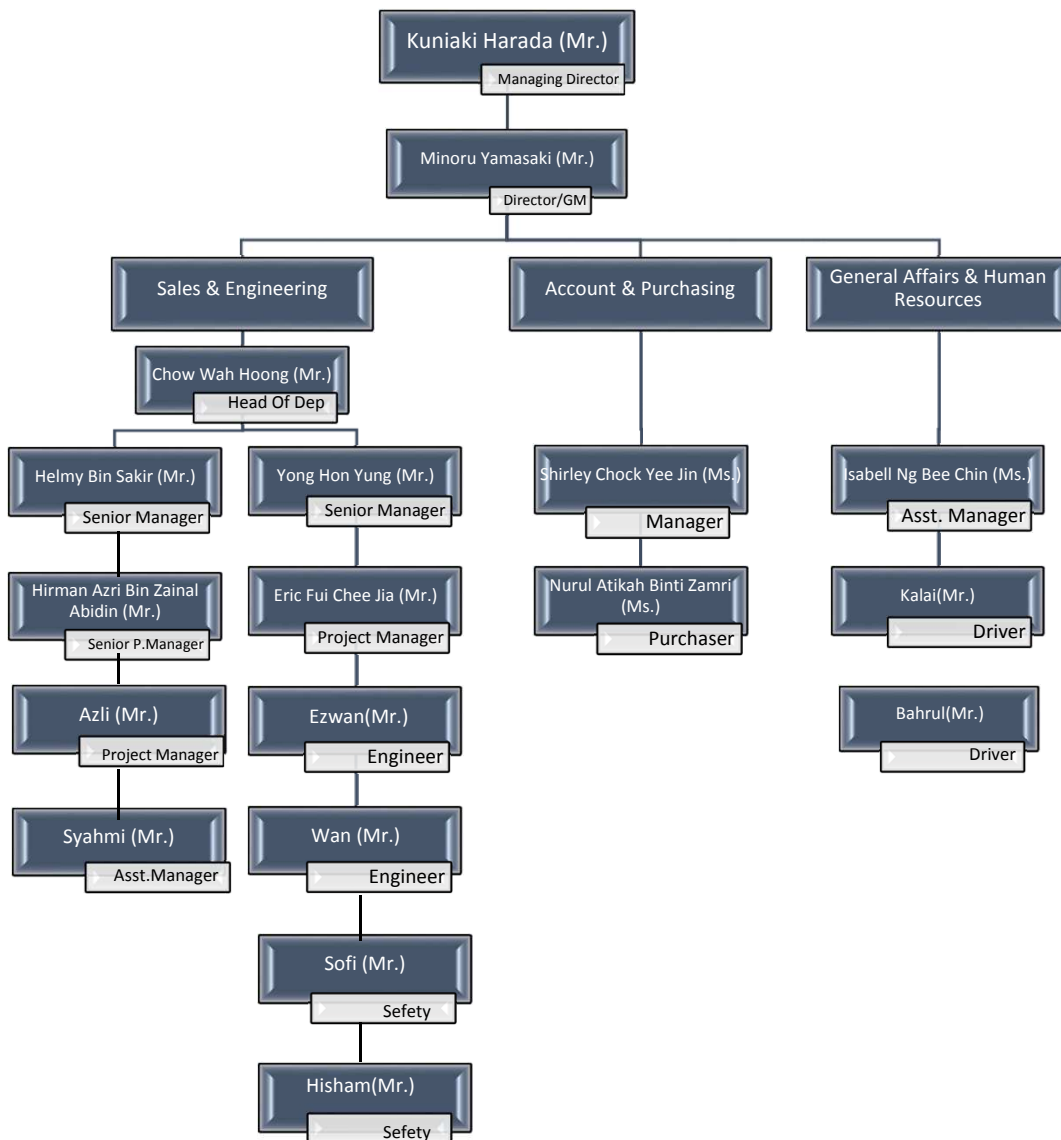 Kuniaki Harada (Mr.)
Managing Director
Minoru Yamasaki (Mr.)
Director/GM
Sales & Engineering
Account & Purchasing
General Affairs & Human
Resources
Chow Wah Hoong (Mr.)
Head Of Dep
Helmy Bin Sakir (Mr.)
Senior Manager
Yong Hon Yung (Mr.)
Senior Manager
Shirley Chock Yee Jin (Ms.)
Manager
Isabell Ng Bee Chin (Ms.)
Asst. Manager
Hirman Azri Bin Zainal
Abidin (Mr.)
Senior P.Manager
Eric Fui Chee Jia (Mr.)
Project Manager
Nurul Atikah Binti Zamri
(Ms.)
Purchaser
Kalai(Mr.)
Driver
Azli (Mr.)
Project Manager
Ezwan(Mr.)
Engineer
Bahrul(Mr.)
Driver
Syahmi (Mr.)
Asst.Manager
Wan (Mr.)
Engineer
Sofi (Mr.)
Sefety
Hisham(Mr.)
Safety